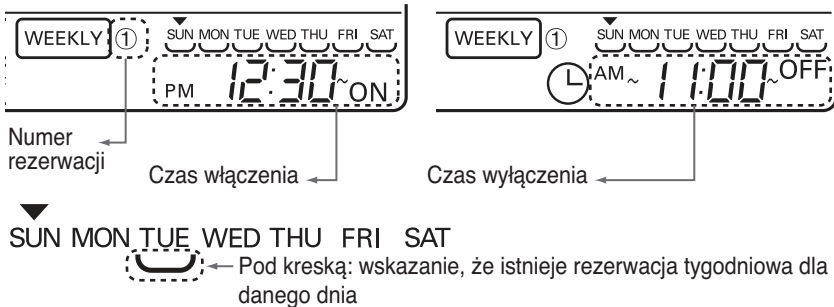 WEEKLY ① SUN MON TUE WED THU FRI SAT
PM 12:30~ON
Numer
rezerwacji
Czas włączenia
WEEKLY ① SUN MON TUE WED THU FRI SAT
AM~ 11:00~OFF
Czas wyłączenia
SUN MON TUE WED THU FRI SAT
Pod kreską: wskazanie, że istnieje rezerwacja tygodniowa dla
danego dnia